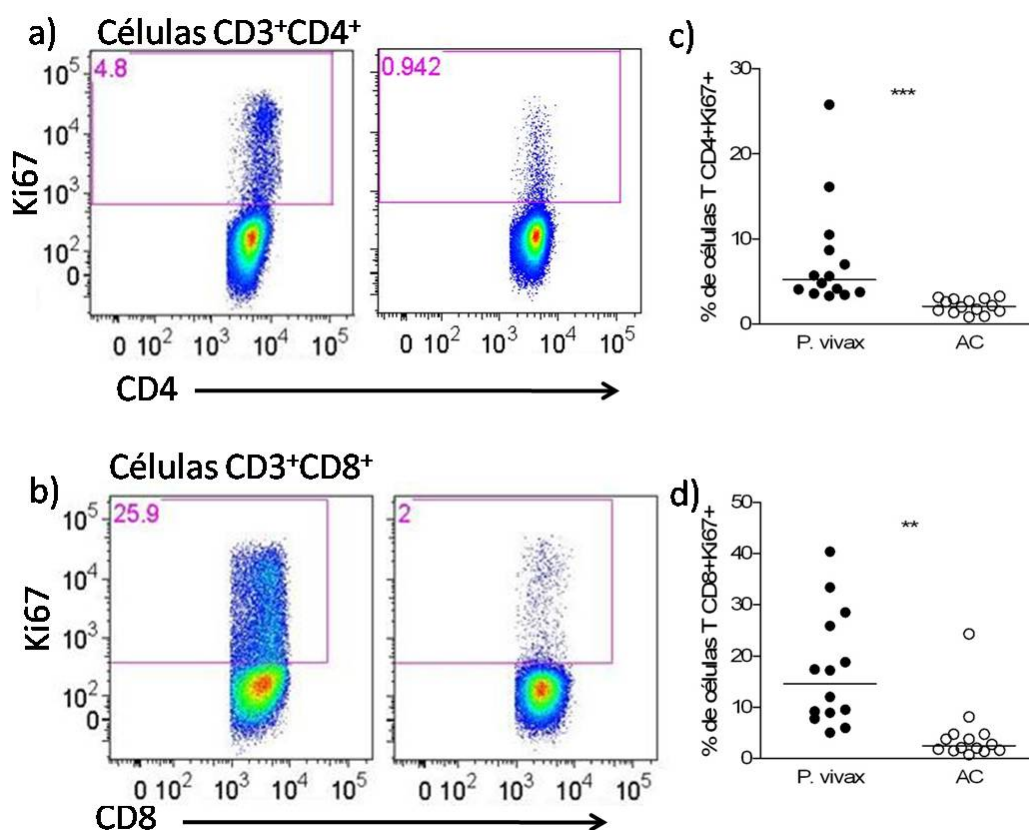 a) Células CD3⁺CD4⁺
4.8
0.942
10⁵
10⁴
10³
10²
0
Ki67
0 10² 10³ 10⁴ 10⁵
0 10² 10³ 10⁴ 10⁵
CD4
c)
% de células T CD4+Ki67+
30
20
10
0
***
P. vivax AC
b) Células CD3⁺CD8⁺
25.9
2
10⁵
10⁴
10³
10²
0
Ki67
0 10² 10³ 10⁴ 10⁵
0 10² 10³ 10⁴ 10⁵
CD8
d)
% de células T CD8+Ki67+
50
40
30
20
10
0
**
P. vivax AC